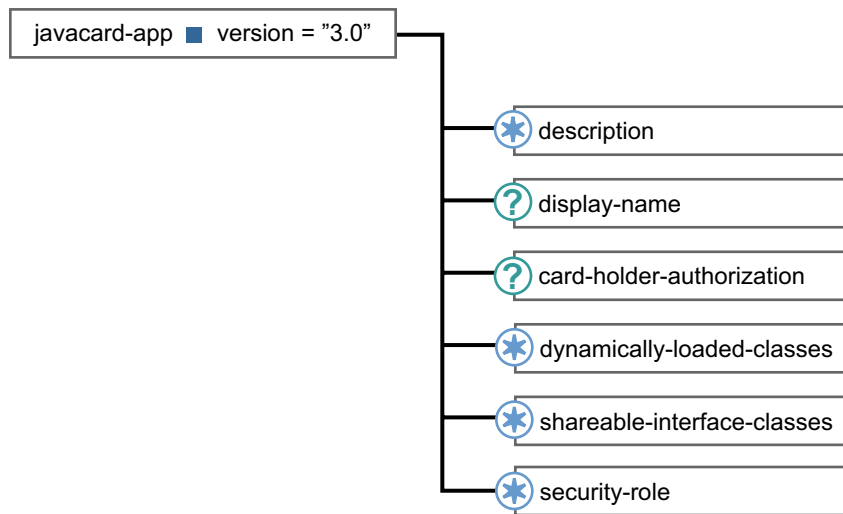 javacard-app ■ version = ”3.0”
* description
? display-name
? card-holder-authorization
* dynamically-loaded-classes
* shareable-interface-classes
* security-role